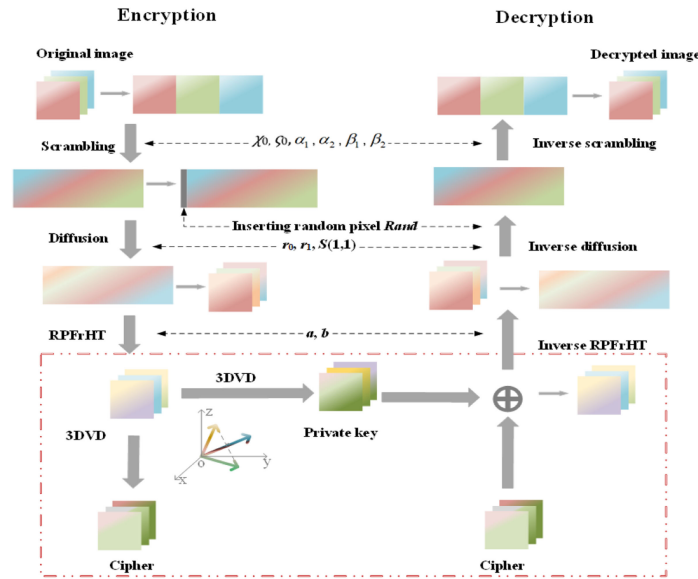 Encryption
Decryption
Original image
Decrypted image
Scrambling
χ0, ς0, α1, α2, β1, β2
Inverse scrambling
Inserting random pixel Rand
Diffusion
r0, r1, S(1,1)
Inverse diffusion
RPFrHT
a, b
Inverse RPFrHT
3DVD
3DVD
Private key
Z
O
Y
X
Cipher
Cipher